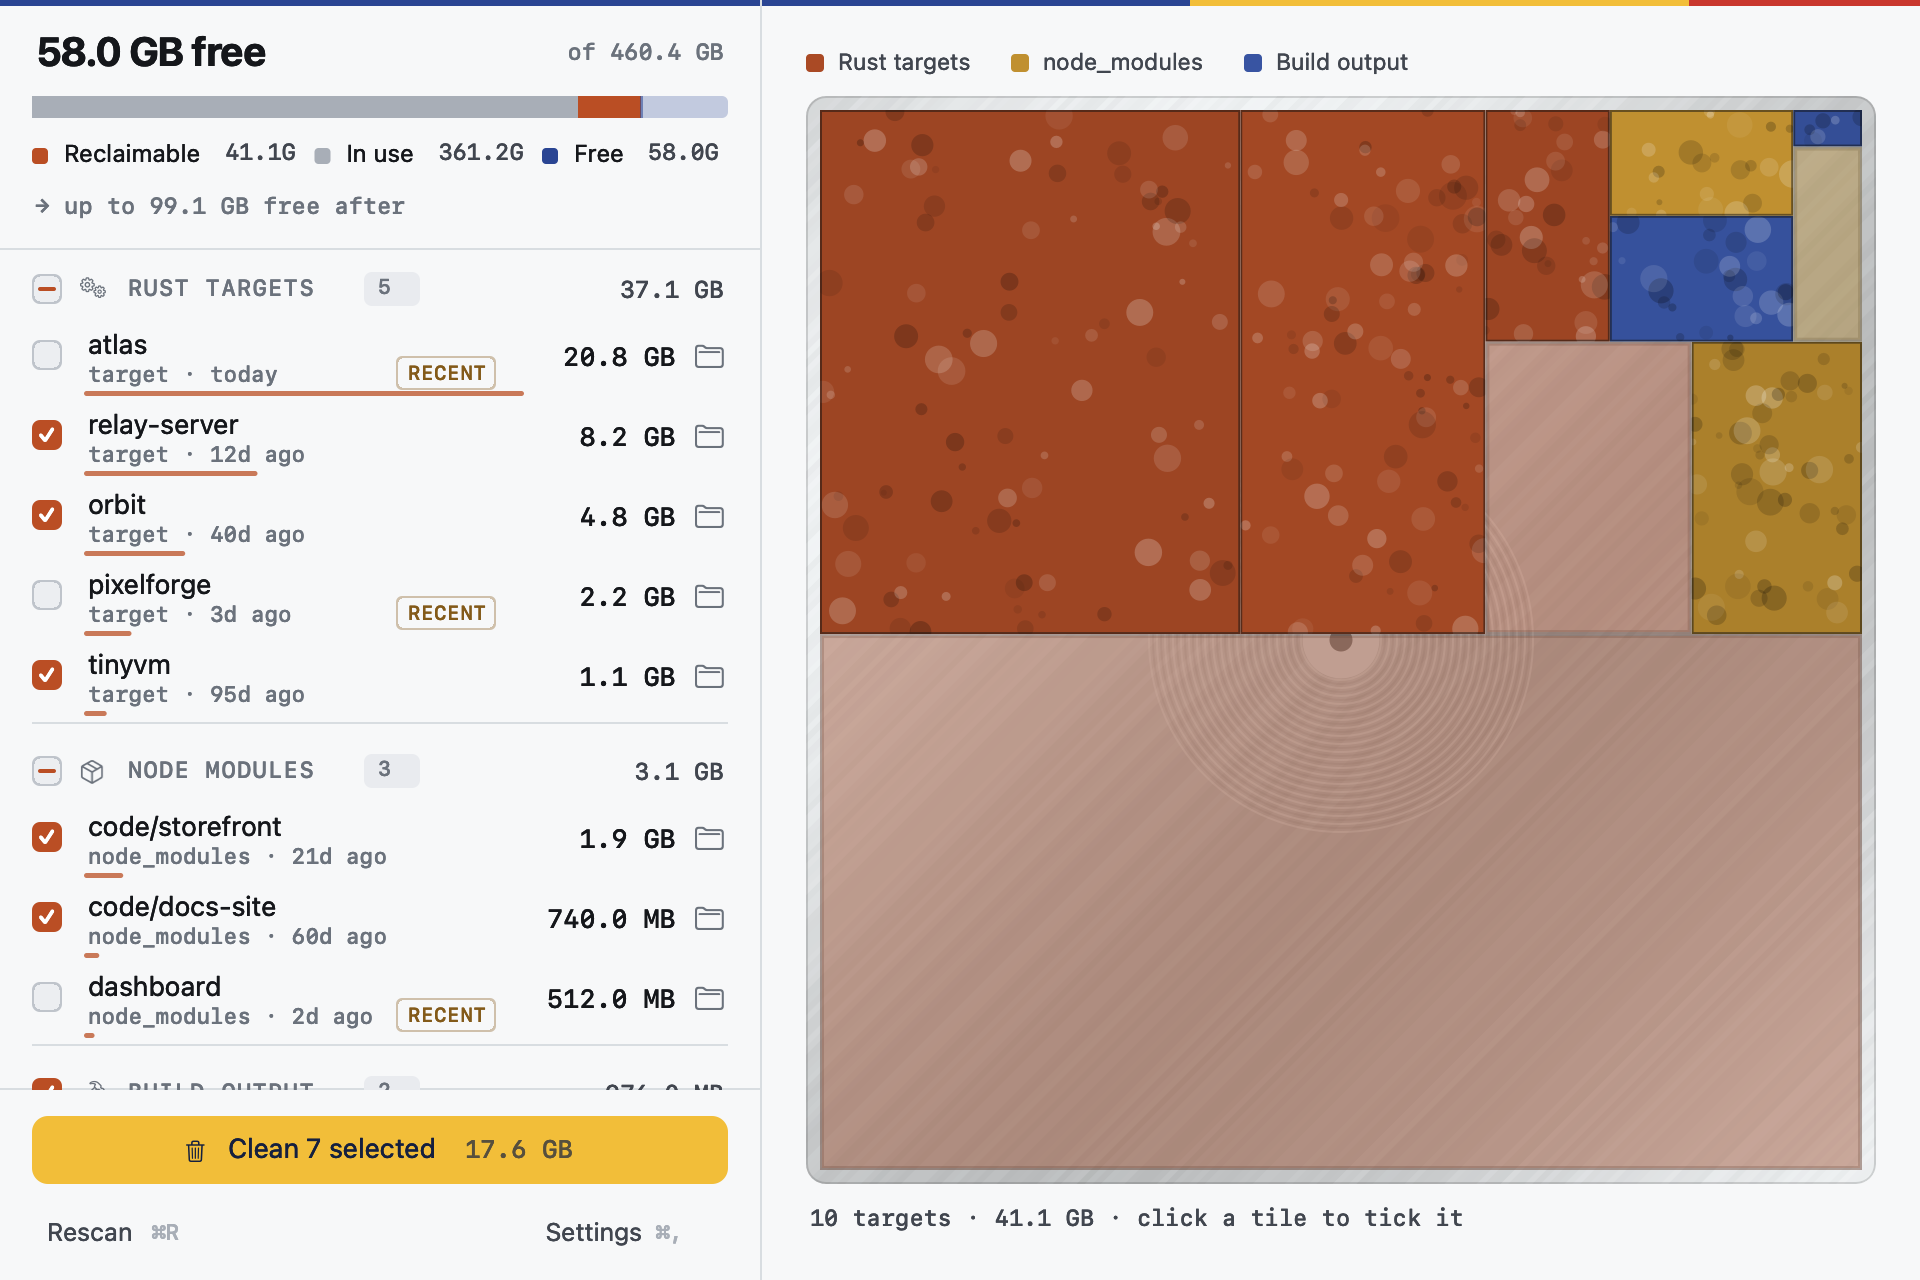 58.0 GB free
of 460.4 GB
Reclaimable 41.1G In use 361.2G Free 58.0G
→ up to 99.1 GB free after
RUST TARGETS 5 37.1 GB
atlas
target · today RECENT 20.8 GB
relay-server
target · 12d ago 8.2 GB
orbit
target · 40d ago 4.8 GB
pixelforge
target · 3d ago RECENT 2.2 GB
tinyvm
target · 95d ago 1.1 GB
NODE MODULES 3 3.1 GB
code/storefront
node_modules · 21d ago 1.9 GB
code/docs-site
node_modules · 60d ago 740.0 MB
dashboard
node_modules · 2d ago RECENT 512.0 MB
BUILD OUTPUT 2 MB
Clean 7 selected 17.6 GB
Rescan ⌘R Settings ⌘,
Rust targets node_modules Build output
10 targets · 41.1 GB · click a tile to tick it